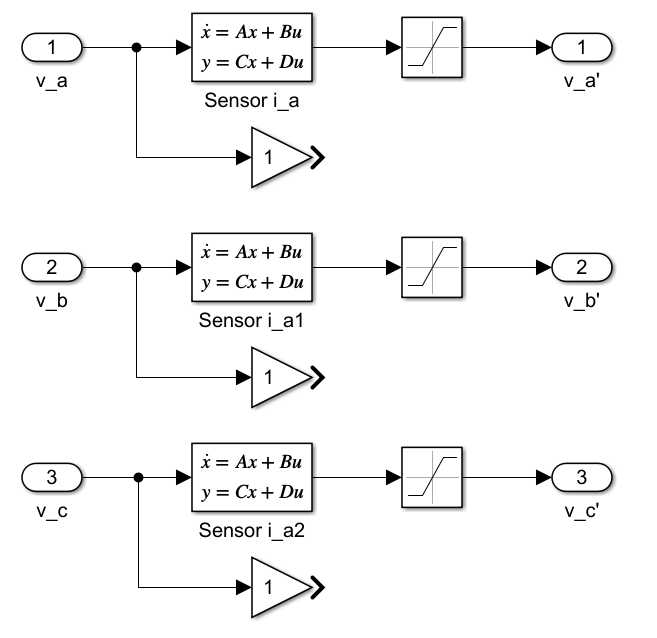 1
ẋ = Ax + Bu
y = Cx + Du
1
v_a
Sensor i_a
v_a'
1
2
ẋ = Ax + Bu
y = Cx + Du
2
v_b
Sensor i_a1
v_b'
1
3
ẋ = Ax + Bu
y = Cx + Du
3
v_c
Sensor i_a2
v_c'
1